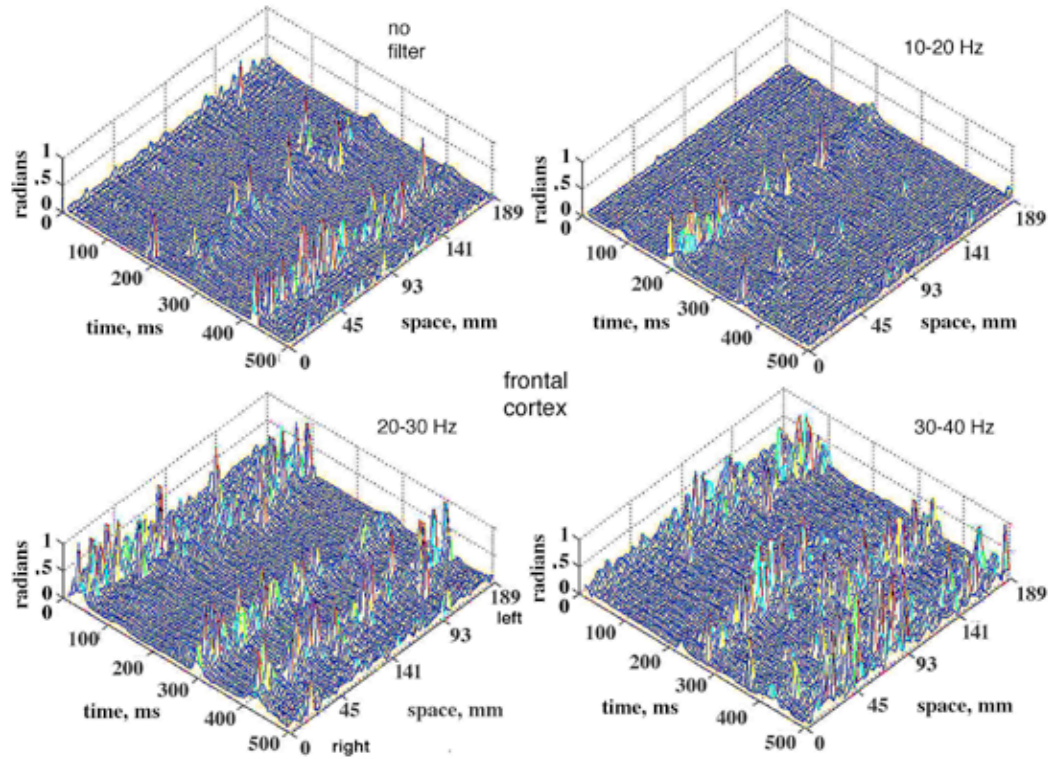 no
filter
1
.5
0
radians
0
100
200
300
400
500
time, ms
0
45
93
141
189
space, mm
10-20 Hz
1
.5
0
radians
0
100
200
300
400
500
time, ms
0
45
93
141
189
space, mm
frontal
cortex
20-30 Hz
1
.5
0
radians
0
100
200
300
400
500
time, ms
0
right
45
141
93
189
left
space, mm
30-40 Hz
1
.5
0
radians
0
100
200
300
400
500
time, ms
0
45
93
141
189
space, mm